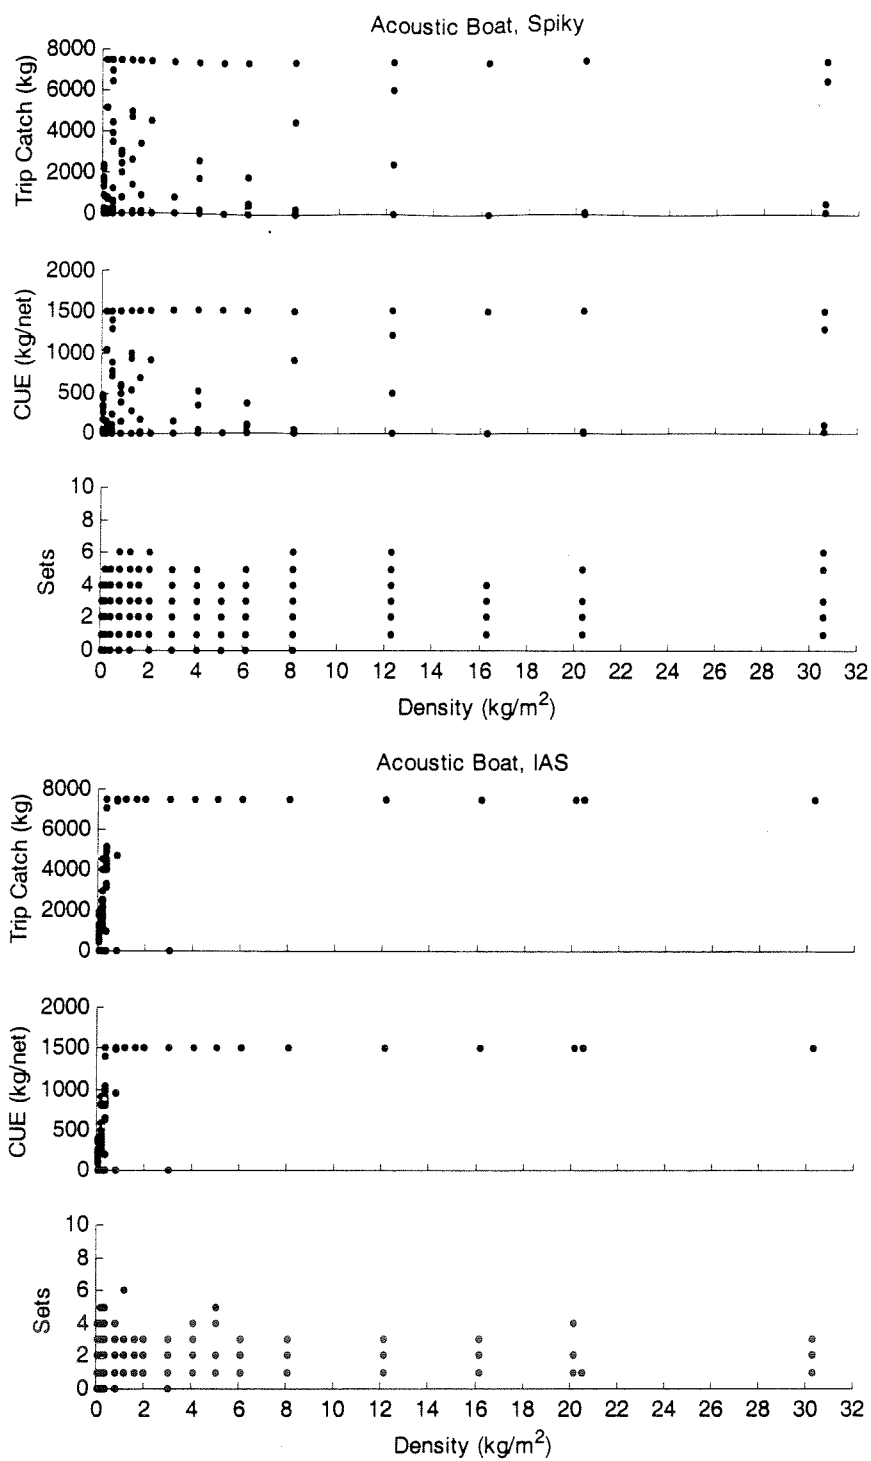 Acoustic Boat, Spiky
8000
6000
4000
2000
0
Trip Catch (kg)
2000
1500
1000
500
0
CUE (kg/net)
10
8
6
4
2
0
Sets
0 2 4 6 8 10 12 14 16 18 20 22 24 26 28 30 32
Density (kg/m²)
Acoustic Boat, IAS
8000
6000
4000
2000
0
Trip Catch (kg)
2000
1500
1000
500
0
CUE (kg/net)
10
8
6
4
2
0
Sets
0 2 4 6 8 10 12 14 16 18 20 22 24 26 28 30 32
Density (kg/m²)